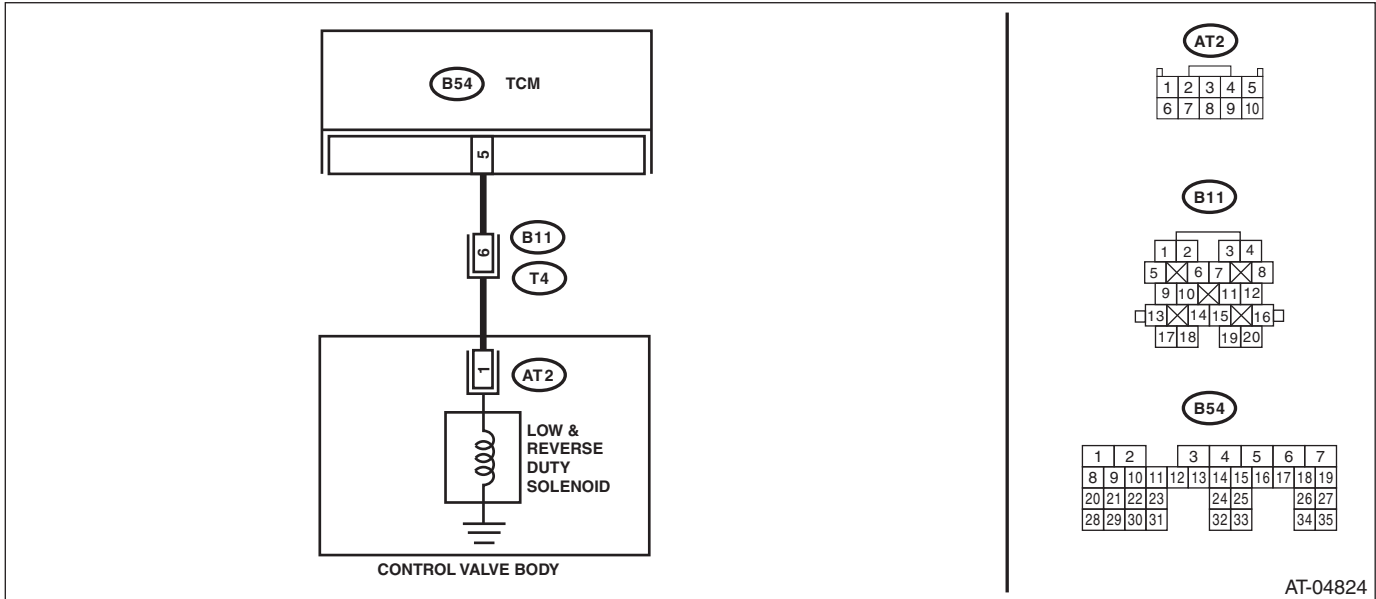 B54 TCM
5
6
B11
T4
1
AT2
LOW &
REVERSE
DUTY
SOLENOID
CONTROL VALVE BODY
AT2
1 2 3 4 5
6 7 8 9 10
B11
1 2 3 4
5 6 7 8
9 10 11 12
13 14 15 16
17 18 19 20
B54
1 2 3 4 5 6 7
8 9 10 11 12 13 14 15 16 17 18 19
20 21 22 23 24 25 26 27
28 29 30 31 32 33 34 35
AT-04824